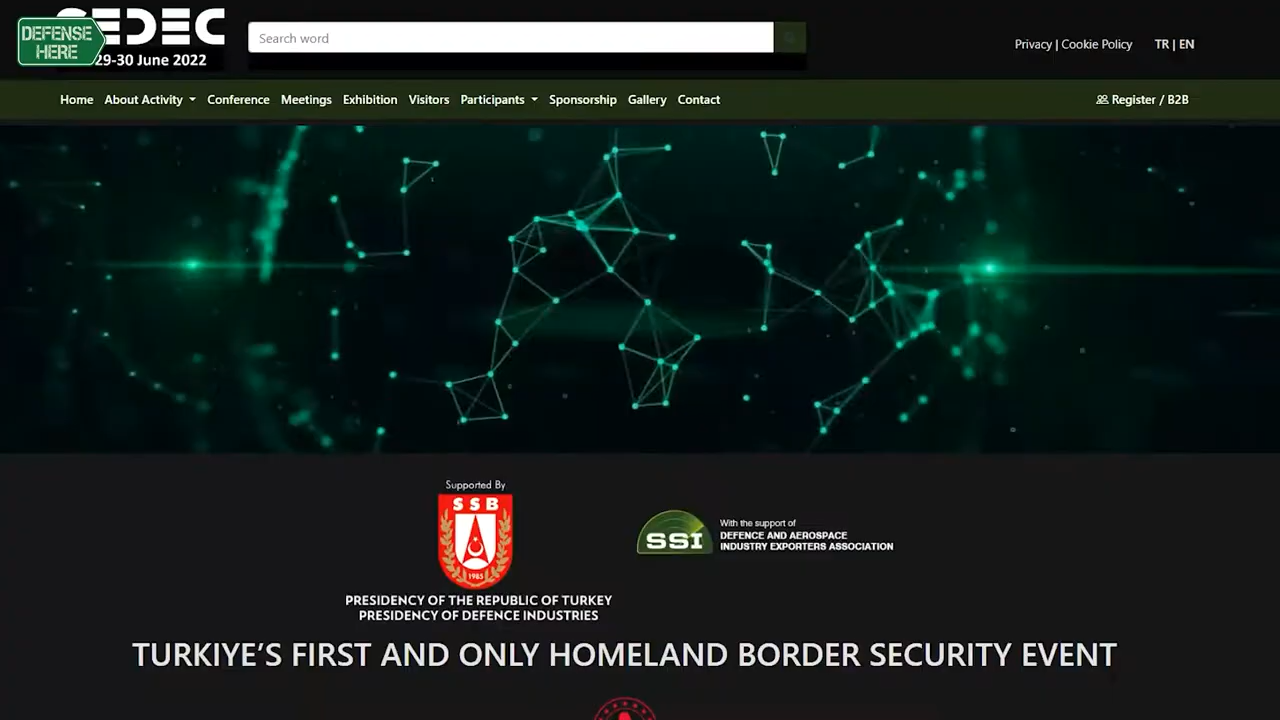 DEFENSE
HERE
SEDEC
29-30 June 2022
Search word
Privacy | Cookie Policy
TR | EN
Home
About Activity
Conference
Meetings
Exhibition
Visitors
Participants
Sponsorship
Gallery
Contact
Register / B2B
Supported By
SSB
1985
PRESIDENCY OF THE REPUBLIC OF TURKEY
PRESIDENCY OF DEFENCE INDUSTRIES
SSI
With the support of
DEFENCE AND AEROSPACE
INDUSTRY EXPORTERS ASSOCIATION
TURKIYE’S FIRST AND ONLY HOMELAND BORDER SECURITY EVENT